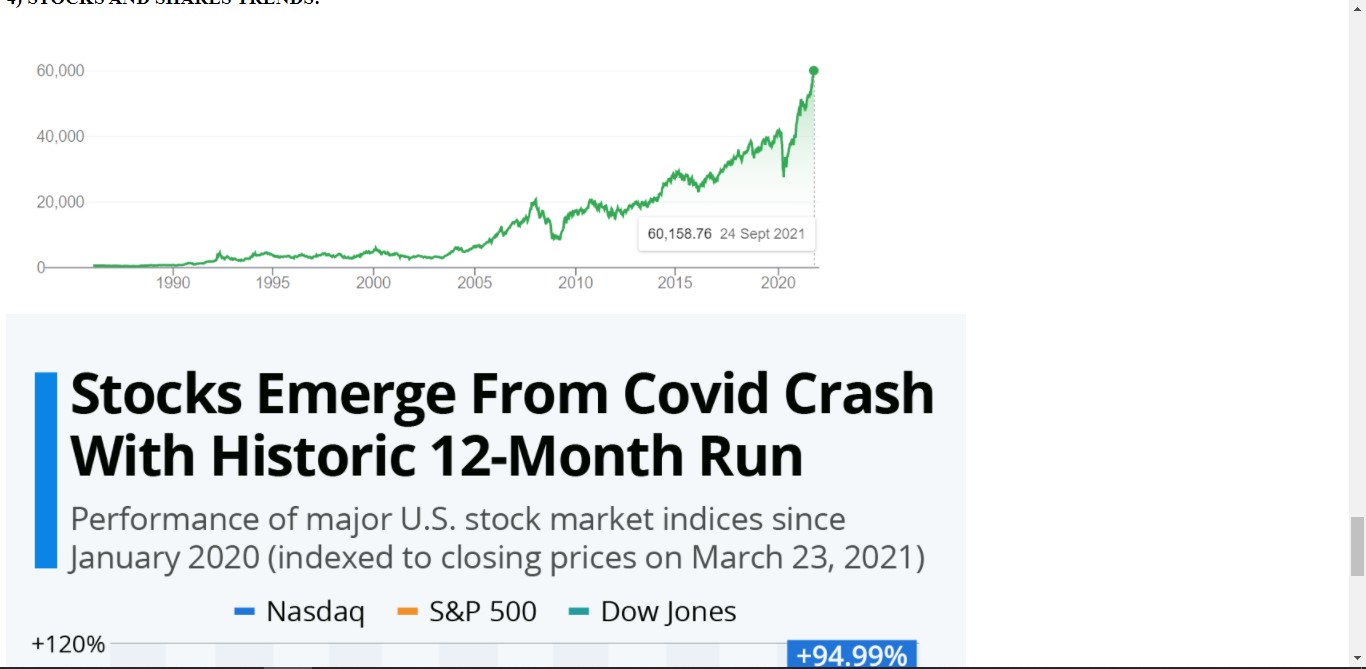 4) STOCKS AND SHARES TRENDS:
60,000
40,000
20,000
60,158.76 24 Sept 2021
0
1990 1995 2000 2005 2010 2015 2020
Stocks Emerge From Covid Crash
With Historic 12-Month Run
Performance of major U.S. stock market indices since
January 2020 (indexed to closing prices on March 23, 2021)
Nasdaq S&P 500 Dow Jones
+120%
+94.99%